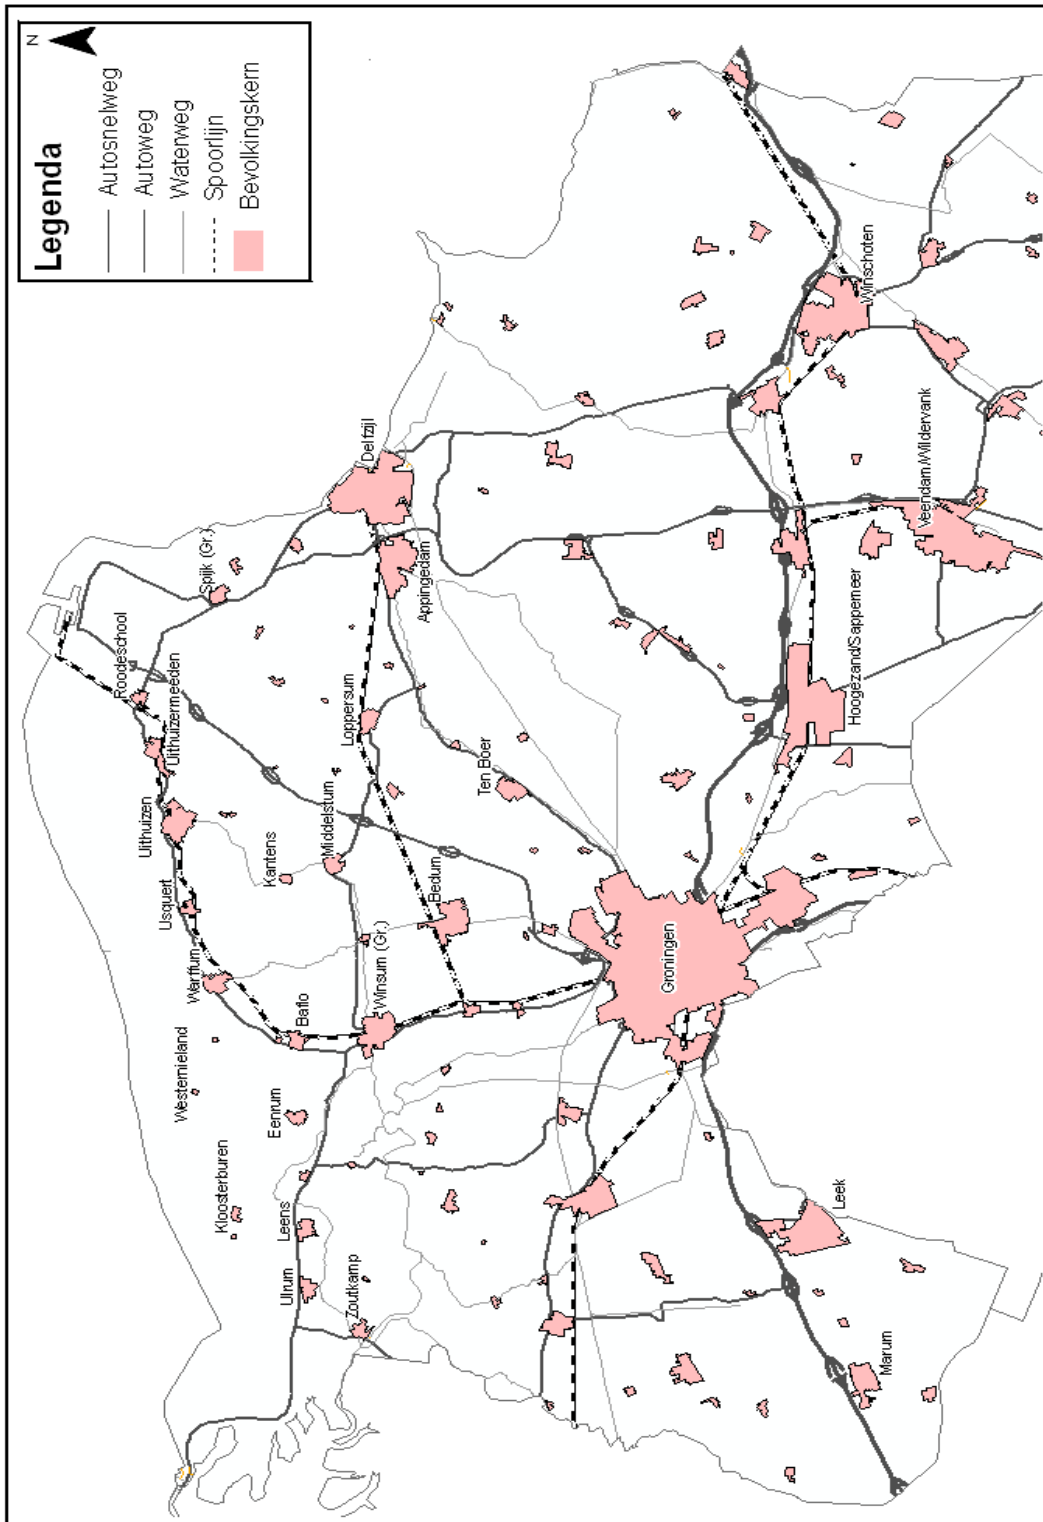 Legenda
Autosnelweg
Autoweg
Waterweg
Spoorlijn
Bevolkingskern
N
Roodeschool
Uithuizermeeden
Uithuizen
Usquert
Warffum
Westernieland
Kloosterburen
Spijk (Gr.)
Kantens
Baflo
Eenrum
Leens
Ulrum
Zoutkamp
Middelstum
Loppersum
Delfzijl
Appingedam
Winsum (Gr.)
Bedum
Ten Boer
Groningen
Hoogezand/Sappemeer
Winschoten
Veendam/Wildervank
Leek
Marum